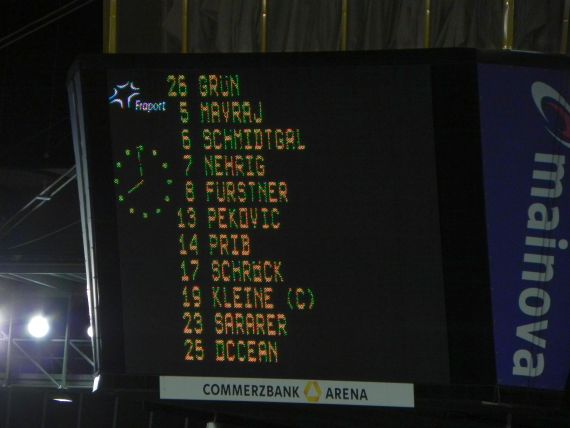 Fraport
26 GRÜN
5 MAVRAJ
6 SCHMIDTGAL
7 NEHRIG
8 FÜRSTNER
13 PEKOVIC
14 PRIB
17 SCHRÖCK
19 KLEINE (C)
23 SARARER
25 OCCEAN
mainova
COMMERZBANK ARENA